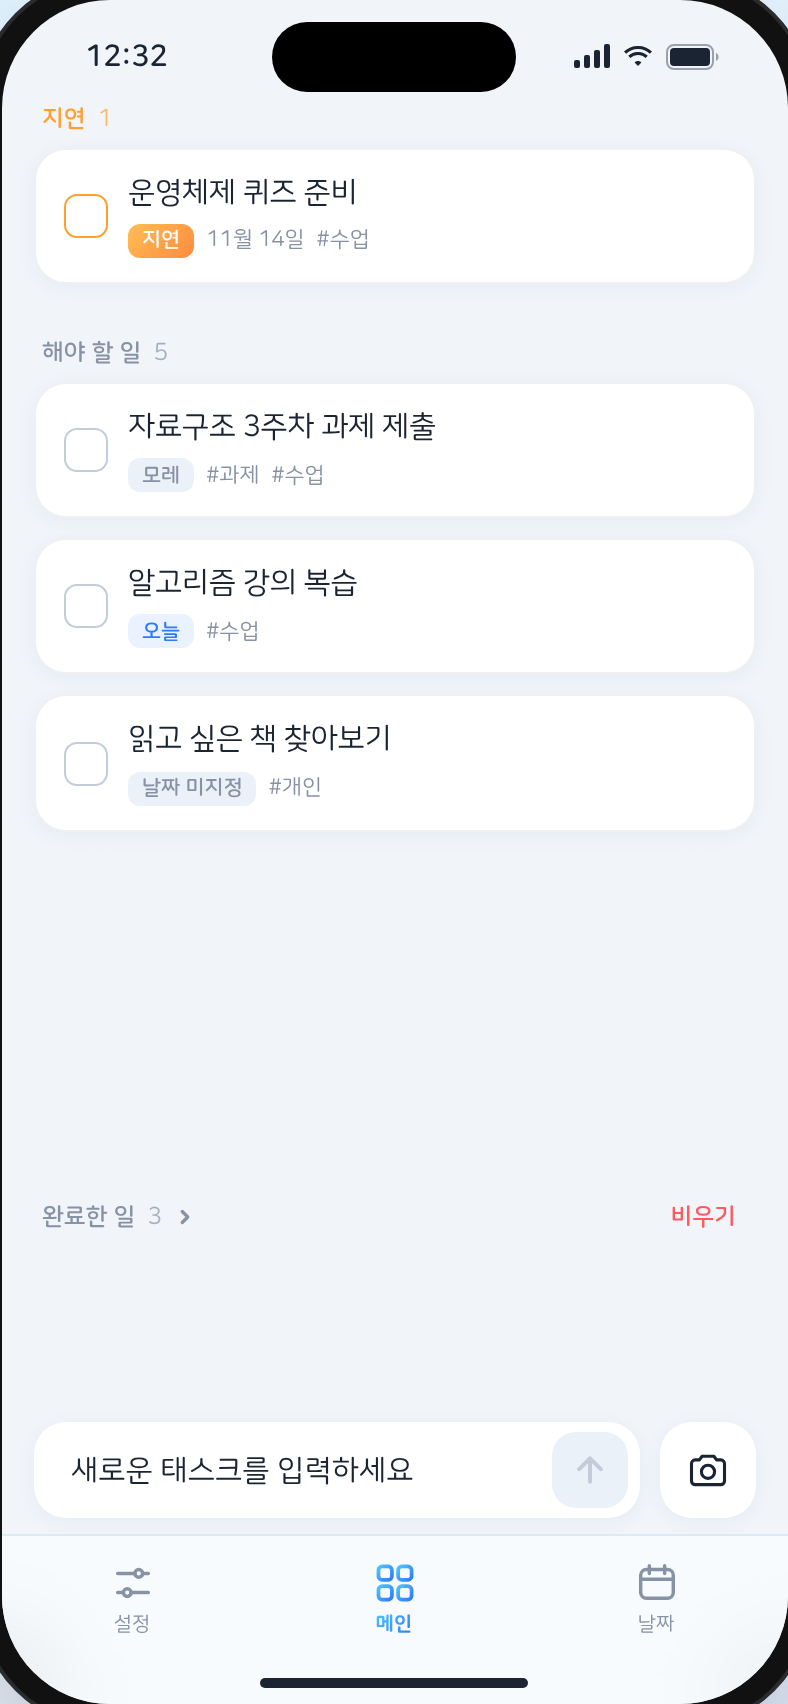 12:32
지연 1
운영체제 퀴즈 준비
지연 11월 14일 #수업
해야 할 일 5
자료구조 3주차 과제 제출
모레 #과제 #수업
알고리즘 강의 복습
오늘 #수업
읽고 싶은 책 찾아보기
날짜 미지정 #개인
완료한 일 3 비우기
새로운 태스크를 입력하세요
설정 메인 날짜